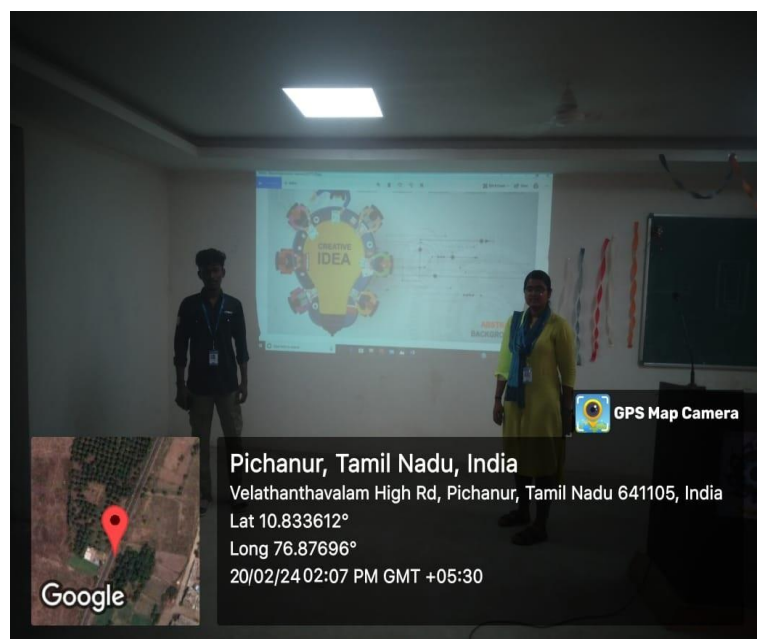 CREATIVE
IDEA
GPS Map Camera
Pichanur, Tamil Nadu, India
Velathanthavalam High Rd, Pichanur, Tamil Nadu 641105, India
Lat 10.833612°
Long 76.87696°
20/02/24 02:07 PM GMT +05:30
Google